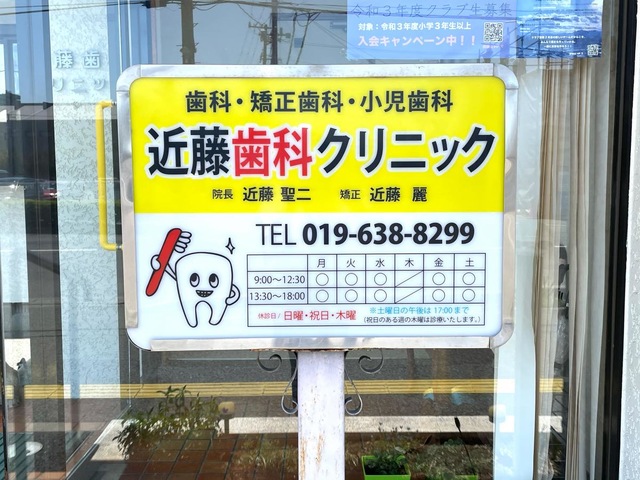 令和３年度クラブ生募集
対象：令和３年度小学３年生以上
入会キャンペーン中！！
歯科・矯正歯科・小児歯科
近藤歯科クリニック
院長 近藤 聖二 矯正 近藤 麗
TEL 019-638-8299
月 火 水 木 金 土
9:00〜12:30 ○ ○ ○ ／ ○ ○
13:30〜18:00 ○ ○ ○ ／ ○ ○
休診日/ 日曜・祝日・木曜 ※土曜日の午後は17:00まで
(祝日のある週の木曜は診療いたします。)